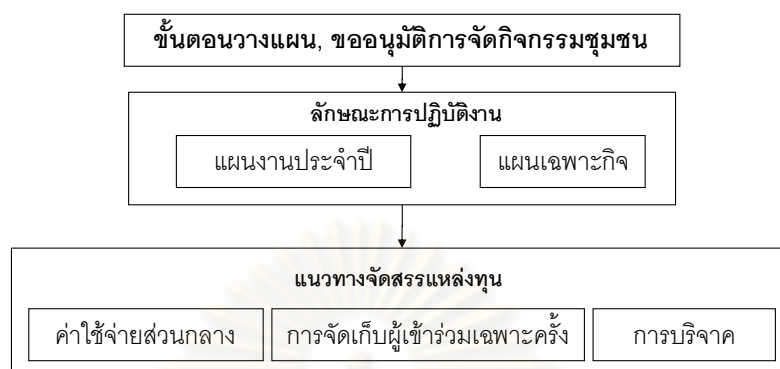 ขั้นตอนวางแผน, ขออนุมัติการจัดกิจกรรมชุมชน
ลักษณะการปฏิบัติงาน
แผนงานประจำปี แผนเฉพาะกิจ
แนวทางจัดสรรแหล่งทุน
ค่าใช้จ่ายส่วนกลาง การจัดเก็บผู้เข้าร่วมเฉพาะครั้ง การบริจาค